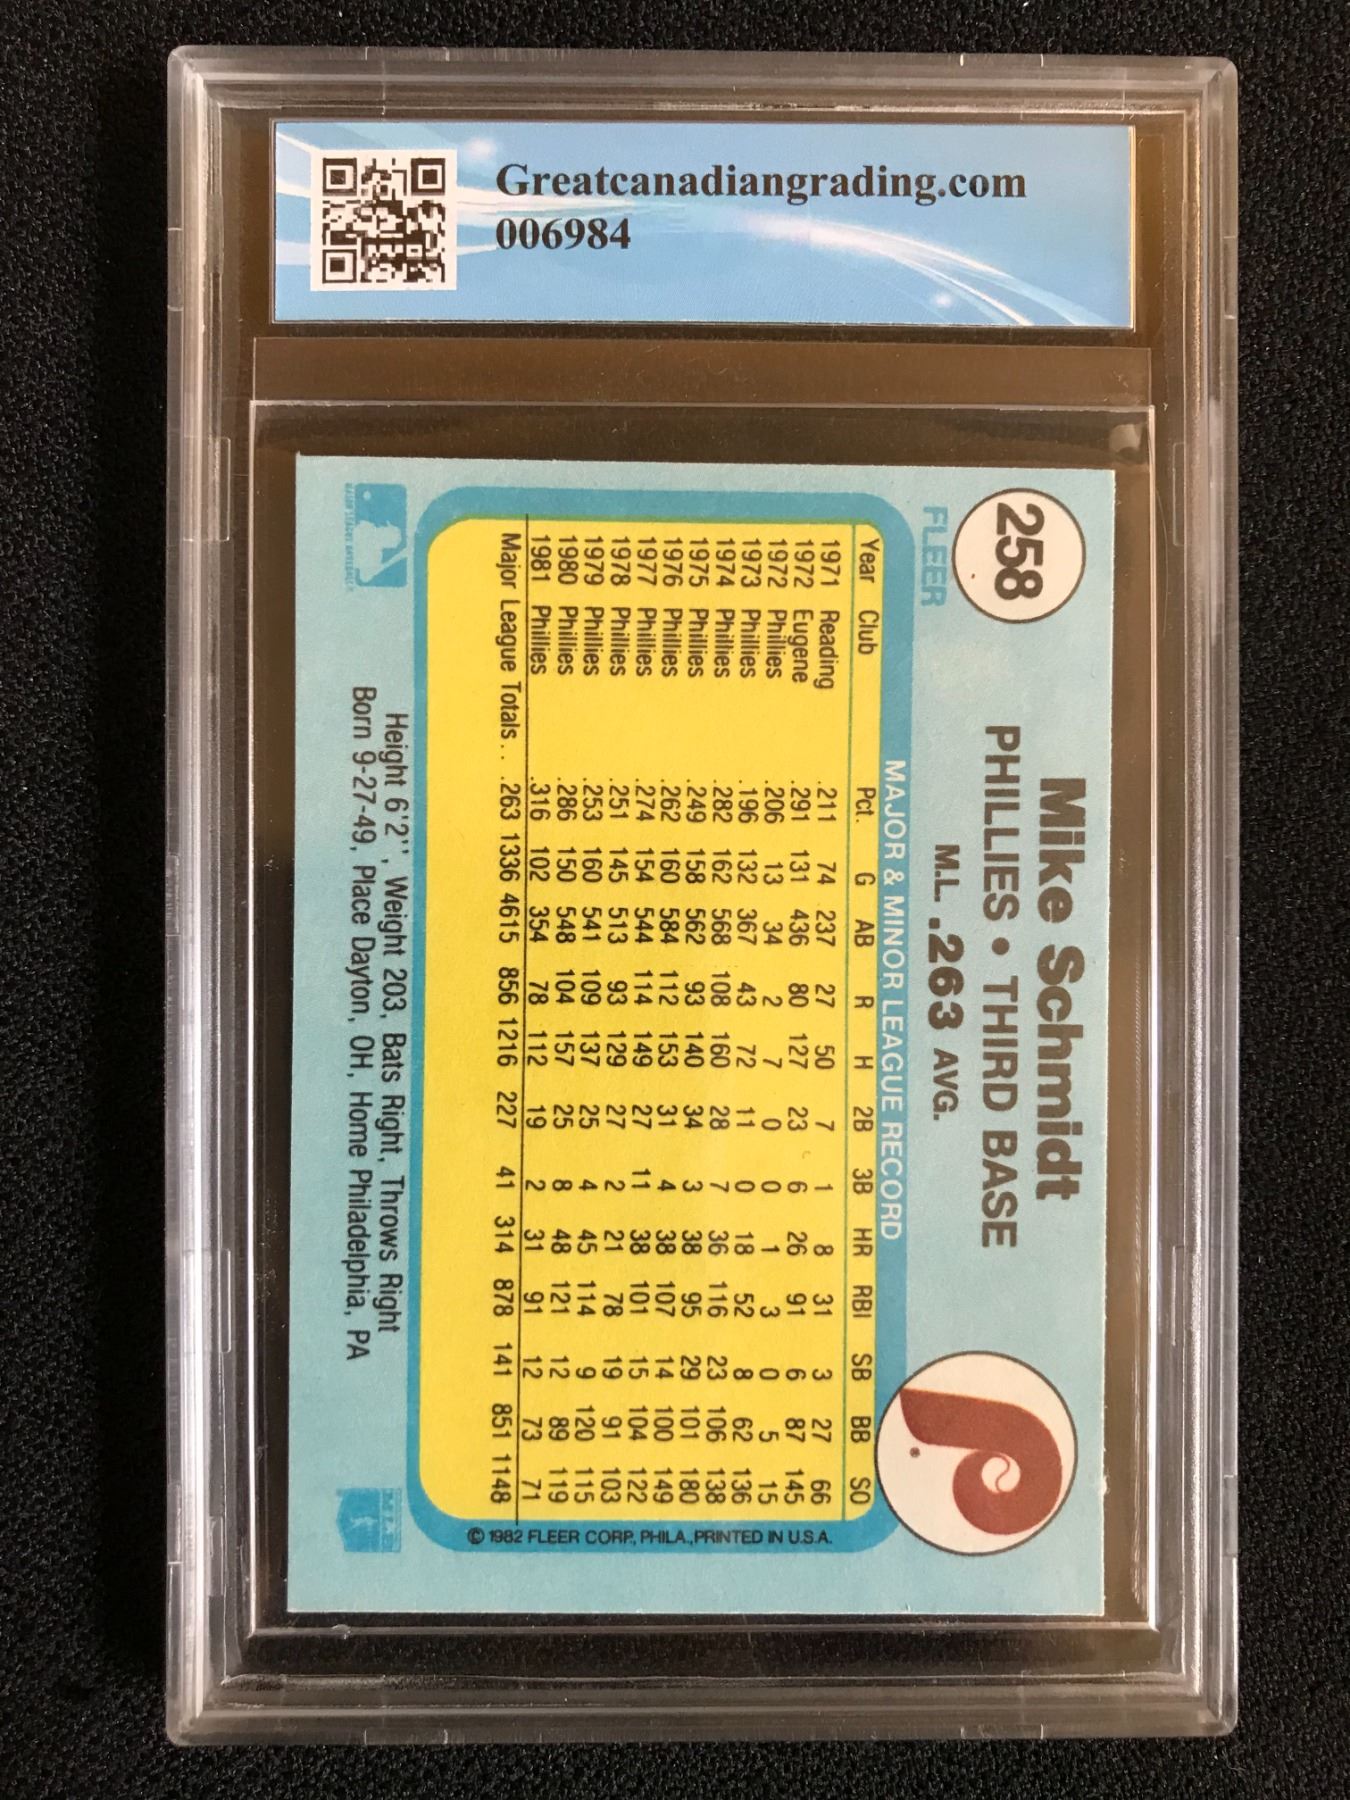 Greatcanadiangrading.com
006984
258
FLEER
Mike Schmidt
PHILLIES • THIRD BASE
M.L. .263 AVG.
MAJOR & MINOR LEAGUE RECORD
Year Club Pct. G AB R H 2B 3B HR RBI SB BB SO
1971 Reading .211 74 237 27 50 7 1 8 31 3 27 66
1972 Eugene .291 131 436 80 127 23 6 26 91 6 87 145
1972 Phillies .206 13 34 2 7 0 0 1 3 0 5 15
1973 Phillies .196 132 367 43 72 11 0 18 52 8 62 136
1974 Phillies .282 162 568 108 160 28 7 36 116 23 106 138
1975 Phillies .249 158 562 93 140 34 3 38 95 29 101 180
1976 Phillies .262 160 584 112 153 31 4 38 107 14 100 149
1977 Phillies .274 154 544 114 149 27 11 38 101 15 104 122
1978 Phillies .251 145 513 93 129 27 2 21 78 19 91 103
1979 Phillies .253 160 541 109 137 25 4 45 114 9 120 115
1980 Phillies .286 150 548 104 157 25 8 48 121 12 89 119
1981 Phillies .316 102 354 78 112 19 2 31 91 12 73 71
Major League Totals . . .263 1336 4615 856 1216 227 41 314 878 141 851 1148
© 1982 FLEER CORP., PHILA., PRINTED IN U.S.A.
Height 6'2'', Weight 203, Bats Right, Throws Right
Born 9-27-49, Place Dayton, OH, Home Philadelphia, PA